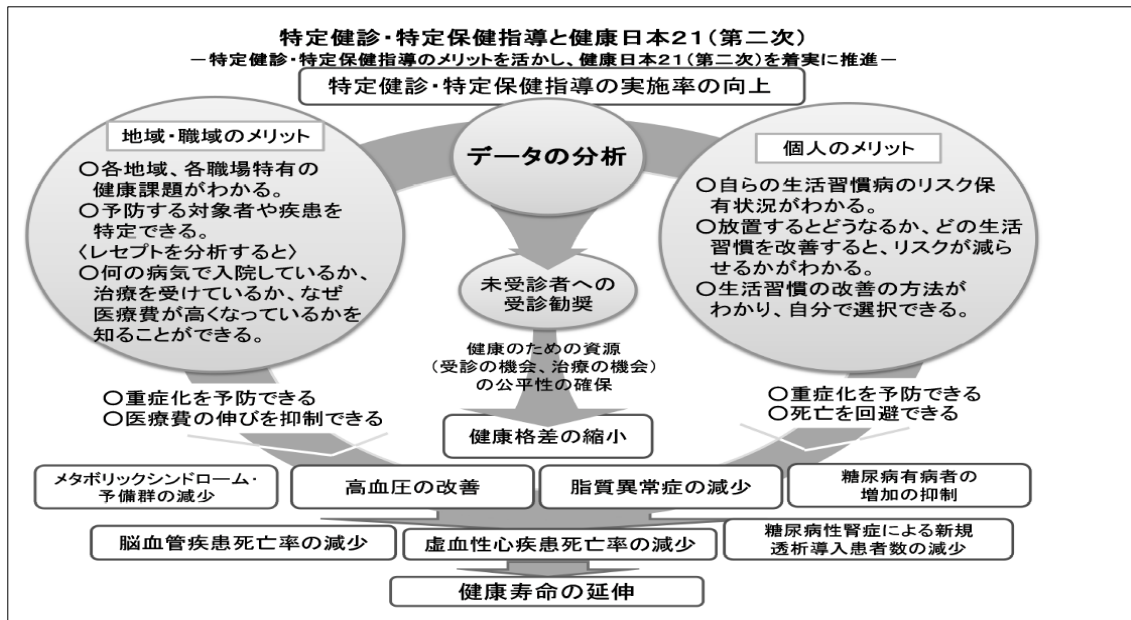 特定健診・特定保健指導と健康日本21(第二次)
－特定健診・特定保健指導のメリットを活かし、健康日本21(第二次)を着実に推進－
特定健診・特定保健指導の実施率の向上
地域・職域のメリット
〇各地域、各職場特有の
健康課題がわかる。
〇予防する対象者や疾患を
特定できる。
〈レセプトを分析すると〉
〇何の病気で入院しているか、
治療を受けているか、なぜ
医療費が高くなっているかを
知ることができる。
データの分析
個人のメリット
〇自らの生活習慣病のリスク保
有状況がわかる。
〇放置するとどうなるか、どの生活
習慣を改善すると、リスクが減ら
せるかがわかる。
〇生活習慣の改善の方法が
わかり、自分で選択できる。
未受診者への
受診勧奨
健康のための資源
(受診の機会、治療の機会)
の公平性の確保
〇重症化を予防できる
〇医療費の伸びを抑制できる
〇重症化を予防できる
〇死亡を回避できる
健康格差の縮小
メタボリックシンドローム・
予備群の減少
高血圧の改善
脂質異常症の減少
糖尿病有病者の
増加の抑制
脳血管疾患死亡率の減少
虚血性心疾患死亡率の減少
糖尿病性腎症による新規
透析導入患者数の減少
健康寿命の延伸